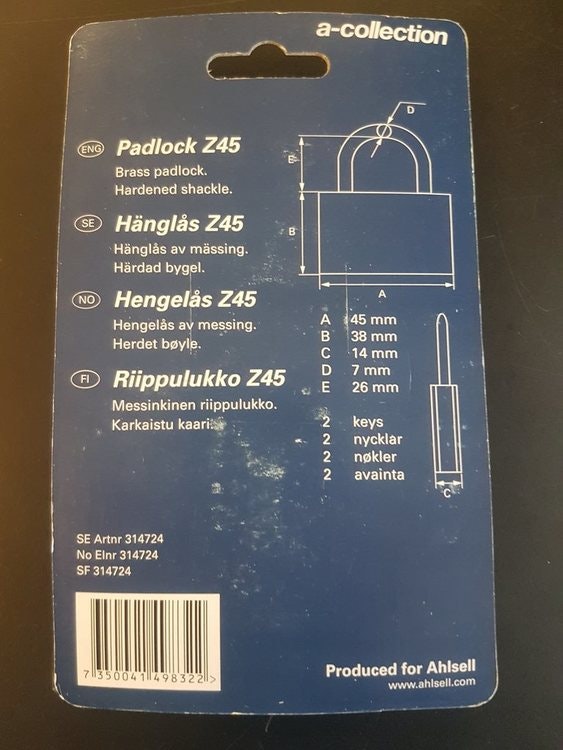 a-collection
ENG Padlock Z45
Brass padlock.
Hardened shackle.
SE Hänglås Z45
Hänglås av mässing.
Härdad bygel.
NO Hengelås Z45
Hengelås av messing.
Herdet bøyle.
FI Riippulukko Z45
Messinkinen riippulukko.
Karkaistu kaari.
D
E
B
A
A 45 mm
B 38 mm
C 14 mm
D 7 mm
E 26 mm
2 keys
2 nycklar
2 nøkler
2 avainta
C
SE Artnr 314724
No Elnr 314724
SF 314724
7 350041 498322 >
Produced for Ahlsell
www.ahlsell.com